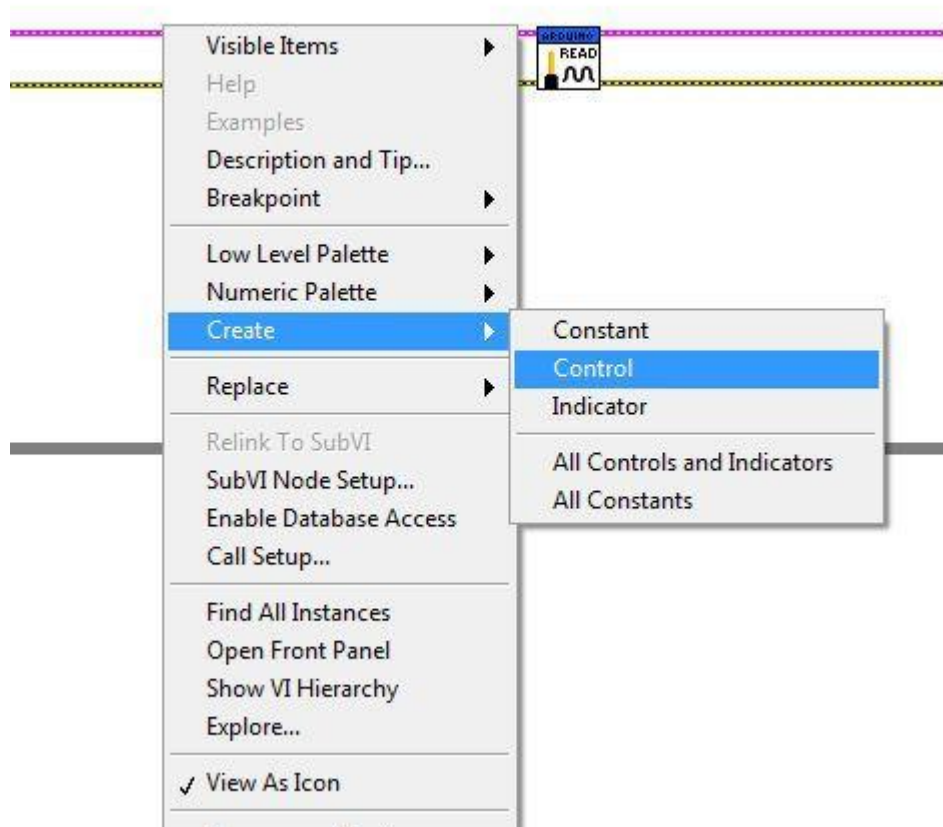 Visible Items
Help
Examples
Description and Tip...
Breakpoint
Low Level Palette
Numeric Palette
Create
Replace
Relink To SubVI
SubVI Node Setup...
Enable Database Access
Call Setup...
Find All Instances
Open Front Panel
Show VI Hierarchy
Explore...
View As Icon
Constant
Control
Indicator
All Controls and Indicators
All Constants
ARDUINO
READ